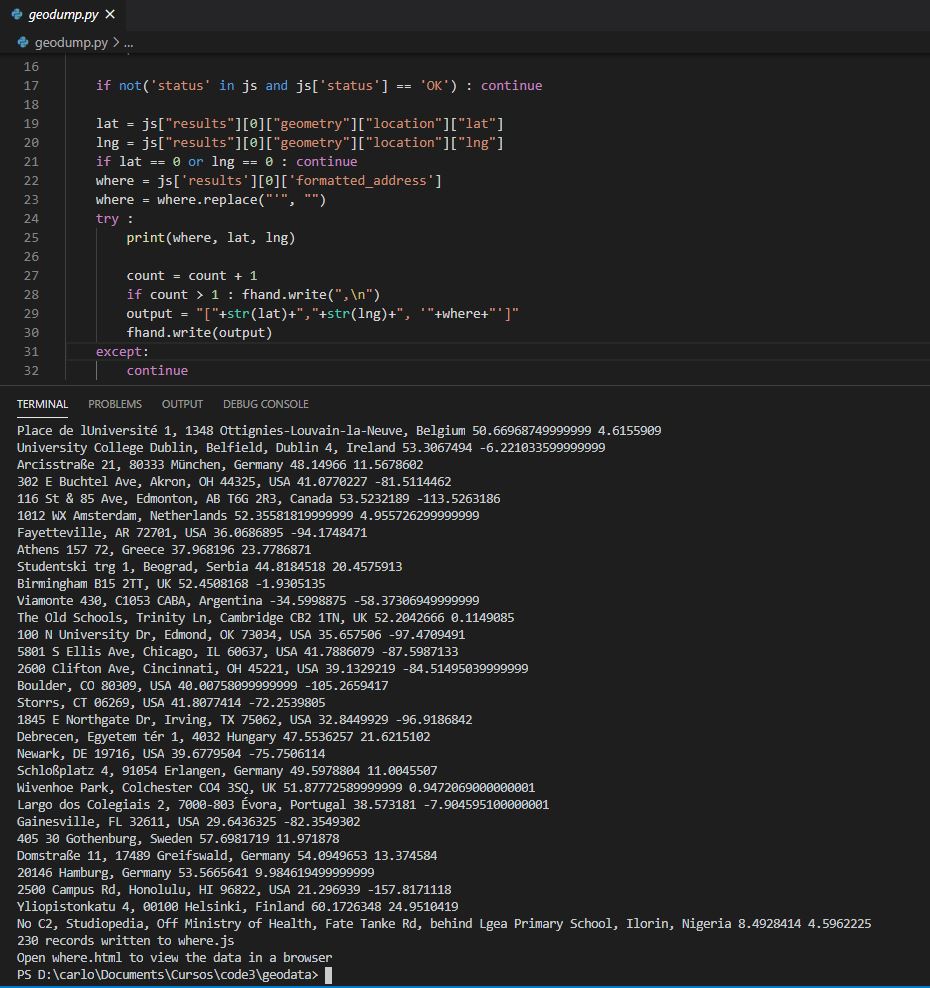 geodump.py ×
geodump.py > ...
16
17 if not('status' in js and js['status'] == 'OK') : continue
18
19 lat = js["results"][0]["geometry"]["location"]["lat"]
20 lng = js["results"][0]["geometry"]["location"]["lng"]
21 if lat == 0 or lng == 0 : continue
22 where = js['results'][0]['formatted_address']
23 where = where.replace("'", "")
24 try :
25 print(where, lat, lng)
26
27 count = count + 1
28 if count > 1 : fhand.write(",\n")
29 output = "["+str(lat)+","+str(lng)+", '"+where+"']"
30 fhand.write(output)
31 except:
32 continue
TERMINAL PROBLEMS OUTPUT DEBUG CONSOLE
Place de lUniversité 1, 1348 Ottignies-Louvain-la-Neuve, Belgium 50.66968749999999 4.6155909
University College Dublin, Belfield, Dublin 4, Ireland 53.3067494 -6.221033599999999
Arcisstraße 21, 80333 München, Germany 48.14966 11.5678602
302 E Buchtel Ave, Akron, OH 44325, USA 41.0770227 -81.5114462
116 St & 85 Ave, Edmonton, AB T6G 2R3, Canada 53.5232189 -113.5263186
1012 WX Amsterdam, Netherlands 52.35581819999999 4.955726299999999
Fayetteville, AR 72701, USA 36.0686895 -94.1748471
Athens 157 72, Greece 37.968196 23.7786871
Studentski trg 1, Beograd, Serbia 44.8184518 20.4575913
Birmingham B15 2TT, UK 52.4508168 -1.9305135
Viamonte 430, C1053 CABA, Argentina -34.5998875 -58.37306949999999
The Old Schools, Trinity Ln, Cambridge CB2 1TN, UK 52.2042666 0.1149085
100 N University Dr, Edmond, OK 73034, USA 35.657506 -97.4709491
5801 S Ellis Ave, Chicago, IL 60637, USA 41.7886079 -87.5987133
2600 Clifton Ave, Cincinnati, OH 45221, USA 39.1329219 -84.51495039999999
Boulder, CO 80309, USA 40.00758099999999 -105.2659417
Storrs, CT 06269, USA 41.8077414 -72.2539805
1845 E Northgate Dr, Irving, TX 75062, USA 32.8449929 -96.9186842
Debrecen, Egyetem tér 1, 4032 Hungary 47.5536257 21.6215102
Newark, DE 19716, USA 39.6779504 -75.7506114
Schloßplatz 4, 91054 Erlangen, Germany 49.5978804 11.0045507
Wivenhoe Park, Colchester CO4 3SQ, UK 51.87772589999999 0.9472069000000001
Largo dos Colegiais 2, 7000-803 Évora, Portugal 38.573181 -7.904595100000001
Gainesville, FL 32611, USA 29.6436325 -82.3549302
405 30 Gothenburg, Sweden 57.6981719 11.971878
Domstraße 11, 17489 Greifswald, Germany 54.0949653 13.374584
20146 Hamburg, Germany 53.5665641 9.984619499999999
2500 Campus Rd, Honolulu, HI 96822, USA 21.296939 -157.8171118
Yliopistonkatu 4, 00100 Helsinki, Finland 60.1726348 24.9510419
No C2, Studiopedia, Off Ministry of Health, Fate Tanke Rd, behind Lgea Primary School, Ilorin, Nigeria 8.4928414 4.5962225
230 records written to where.js
Open where.html to view the data in a browser
PS D:\carlo\Documents\Cursos\code3\geodata>